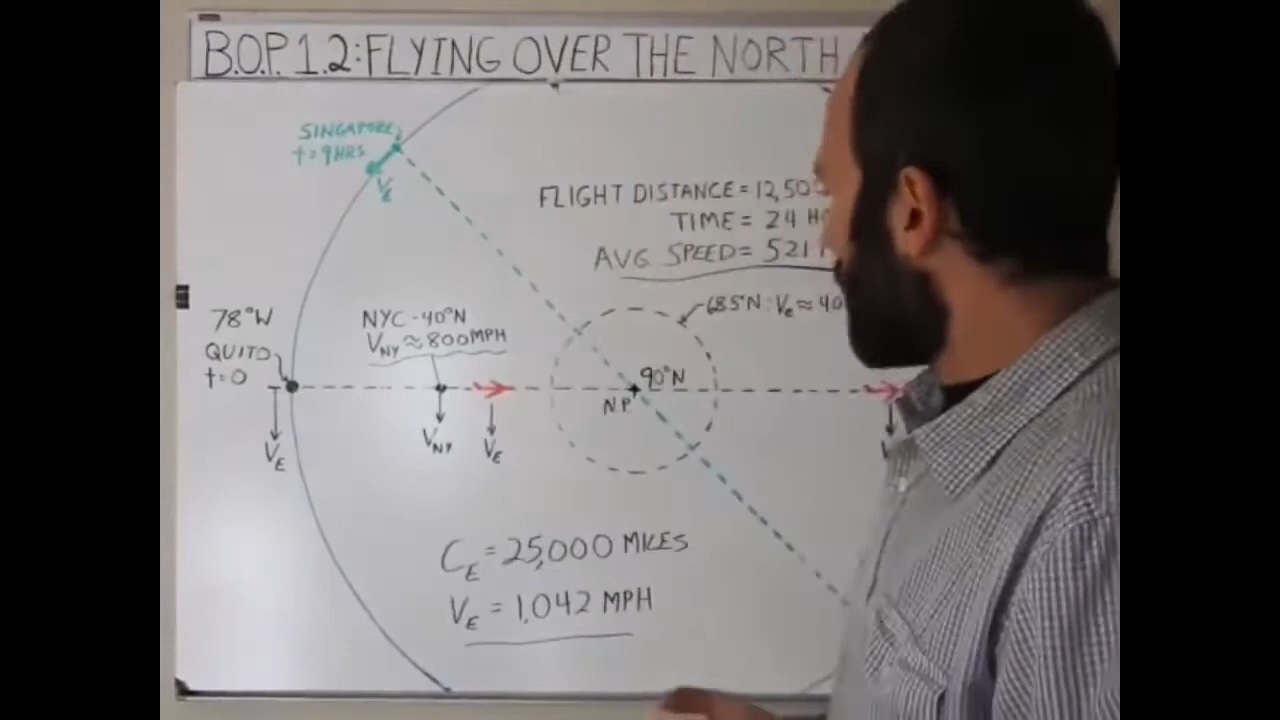 B.O.P. 1.2: FLYING OVER THE NORTH
SINGAPORE
t=9HRS
VE
FLIGHT DISTANCE = 12,50
TIME = 24 H
AVG SPEED = 521
68.5°N: Ve ≈ 40
78°W
QUITO
t=0
NYC - 40°N
VNY ≈ 800MPH
90°N
N.P.
VE
VNY
VE
CE = 25,000 MILES
VE = 1,042 MPH